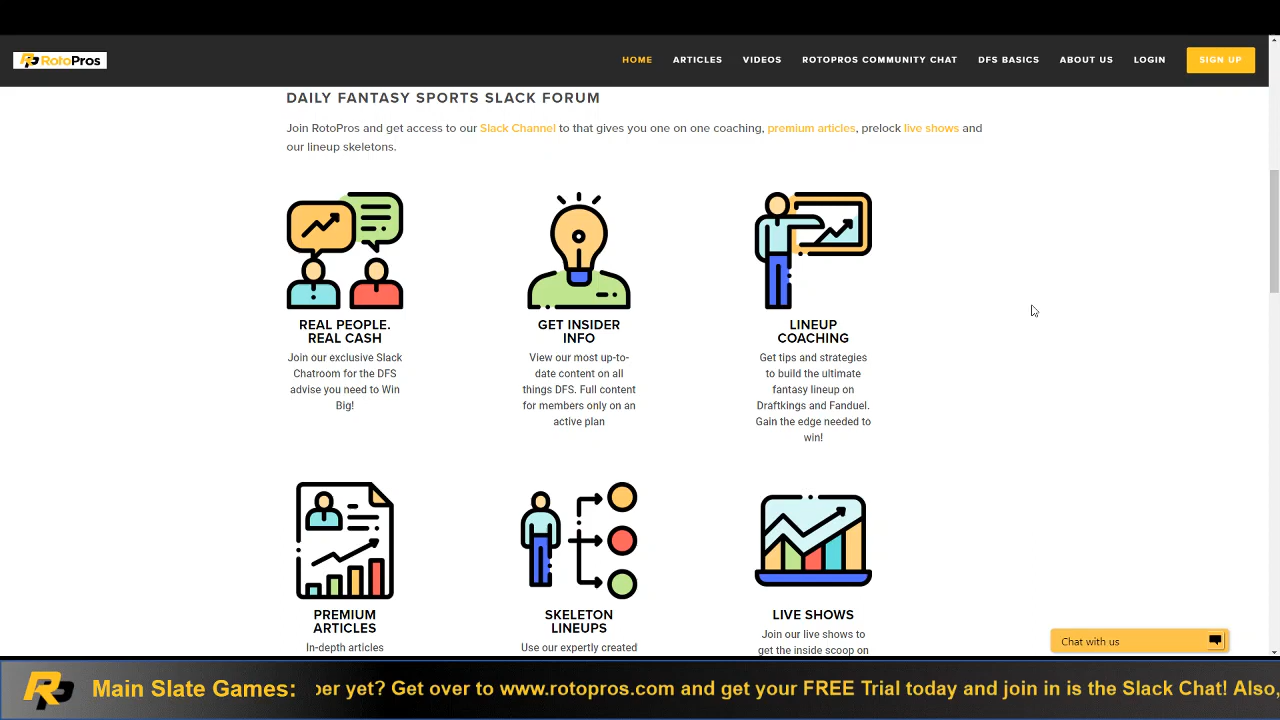 RotoPros
HOME ARTICLES VIDEOS ROTOPROS COMMUNITY CHAT DFS BASICS ABOUT US LOGIN SIGN UP
DAILY FANTASY SPORTS SLACK FORUM
Join RotoPros and get access to our Slack Channel to that gives you one on one coaching, premium articles, prelock live shows and
our lineup skeletons.
REAL PEOPLE.
REAL CASH
Join our exclusive Slack
Chatroom for the DFS
advise you need to Win
Big!
GET INSIDER
INFO
View our most up-to-
date content on all
things DFS. Full content
for members only on an
active plan
LINEUP
COACHING
Get tips and strategies
to build the ultimate
fantasy lineup on
Draftkings and Fanduel.
Gain the edge needed to
win!
PREMIUM
ARTICLES
In-depth articles
SKELETON
LINEUPS
Use our expertly created
LIVE SHOWS
Join our live shows to
get the inside scoop on
Chat with us
Main Slate Games: per yet? Get over to www.rotopros.com and get your FREE Trial today and join in is the Slack Chat! Also,